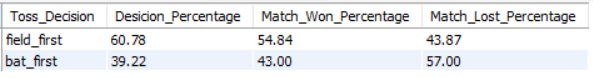 Toss_Decision Desicion_Percentage Match_Won_Percentage Match_Lost_Percentage
field_first 60.78 54.84 43.87
bat_first 39.22 43.00 57.00